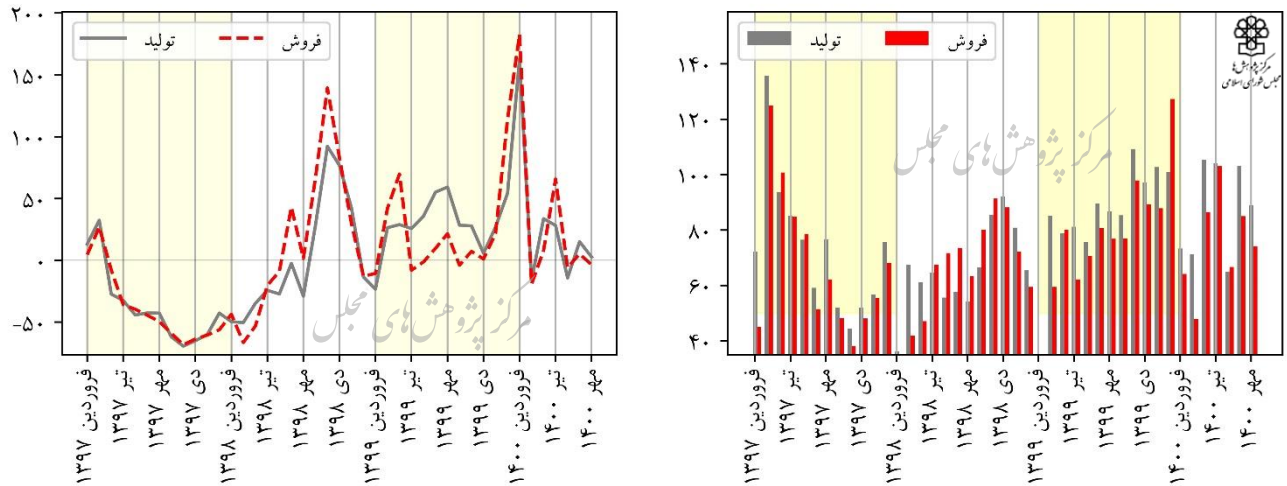 تولید
فروش
۲۰۰
۱۵۰
۱۰۰
۵۰
۰
-۵۰
فروردین ۱۳۹۷
تیر ۱۳۹۷
مهر ۱۳۹۷
دی ۱۳۹۷
فروردین ۱۳۹۸
تیر ۱۳۹۸
مهر ۱۳۹۸
دی ۱۳۹۸
فروردین ۱۳۹۹
تیر ۱۳۹۹
مهر ۱۳۹۹
دی ۱۳۹۹
فروردین ۱۴۰۰
تیر ۱۴۰۰
مهر ۱۴۰۰
مرکز پژوهش‌های مجلس
تولید
فروش
مرکز پژوهش‌ها
مجلس شورای اسلامی
۱۴۰
۱۲۰
۱۰۰
۸۰
۶۰
۴۰
مرکز پژوهش‌های مجلس
فروردین ۱۳۹۷
تیر ۱۳۹۷
مهر ۱۳۹۷
دی ۱۳۹۷
فروردین ۱۳۹۸
تیر ۱۳۹۸
مهر ۱۳۹۸
دی ۱۳۹۸
فروردین ۱۳۹۹
تیر ۱۳۹۹
مهر ۱۳۹۹
دی ۱۳۹۹
فروردین ۱۴۰۰
تیر ۱۴۰۰
مهر ۱۴۰۰